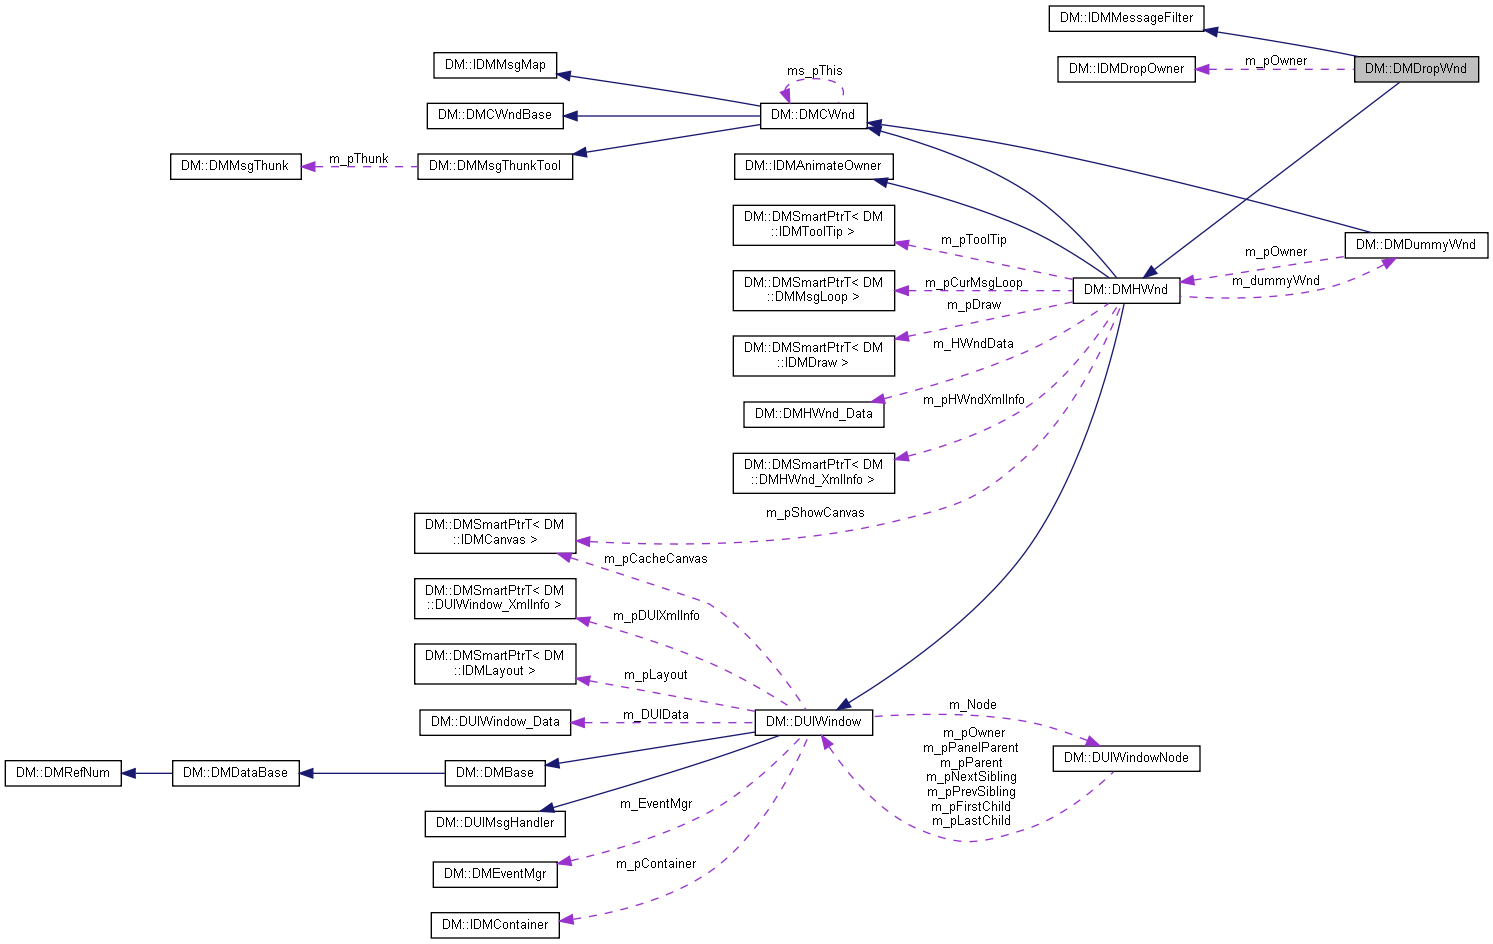 DM::IDMMessageFilter
DM::IDMDropOwner
m_pOwner
DM::DMDropWnd
DM::IDMMsgMap
ms_pThis
DM::DMCWndBase
DM::DMCWnd
DM::DMMsgThunk
m_pThunk
DM::DMMsgThunkTool
DM::IDMAnimateOwner
DM::DMSmartPtrT< DM
::IDMToolTip >
m_pToolTip
m_pOwner
DM::DMDummyWnd
DM::DMSmartPtrT< DM
::DMMsgLoop >
m_pCurMsgLoop
DM::DMHWnd
m_dummyWnd
m_pDraw
DM::DMSmartPtrT< DM
::IDMDraw >
m_HWndData
DM::DMHWnd_Data
m_pHWndXmlInfo
DM::DMSmartPtrT< DM
::DMHWnd_XmlInfo >
m_pShowCanvas
DM::DMSmartPtrT< DM
::IDMCanvas >
m_pCacheCanvas
DM::DMSmartPtrT< DM
::DUIWindow_XmlInfo >
m_pDUIXmlInfo
DM::DMSmartPtrT< DM
::IDMLayout >
m_pLayout
DM::DUIWindow_Data
m_DUIData
DM::DUIWindow
m_Node
m_pOwner
m_pPanelParent
m_pParent
m_pNextSibling
m_pPrevSibling
m_pFirstChild
m_pLastChild
DM::DUIWindowNode
DM::DMRefNum
DM::DMDataBase
DM::DMBase
DM::DUIMsgHandler
m_EventMgr
DM::DMEventMgr
m_pContainer
DM::IDMContainer